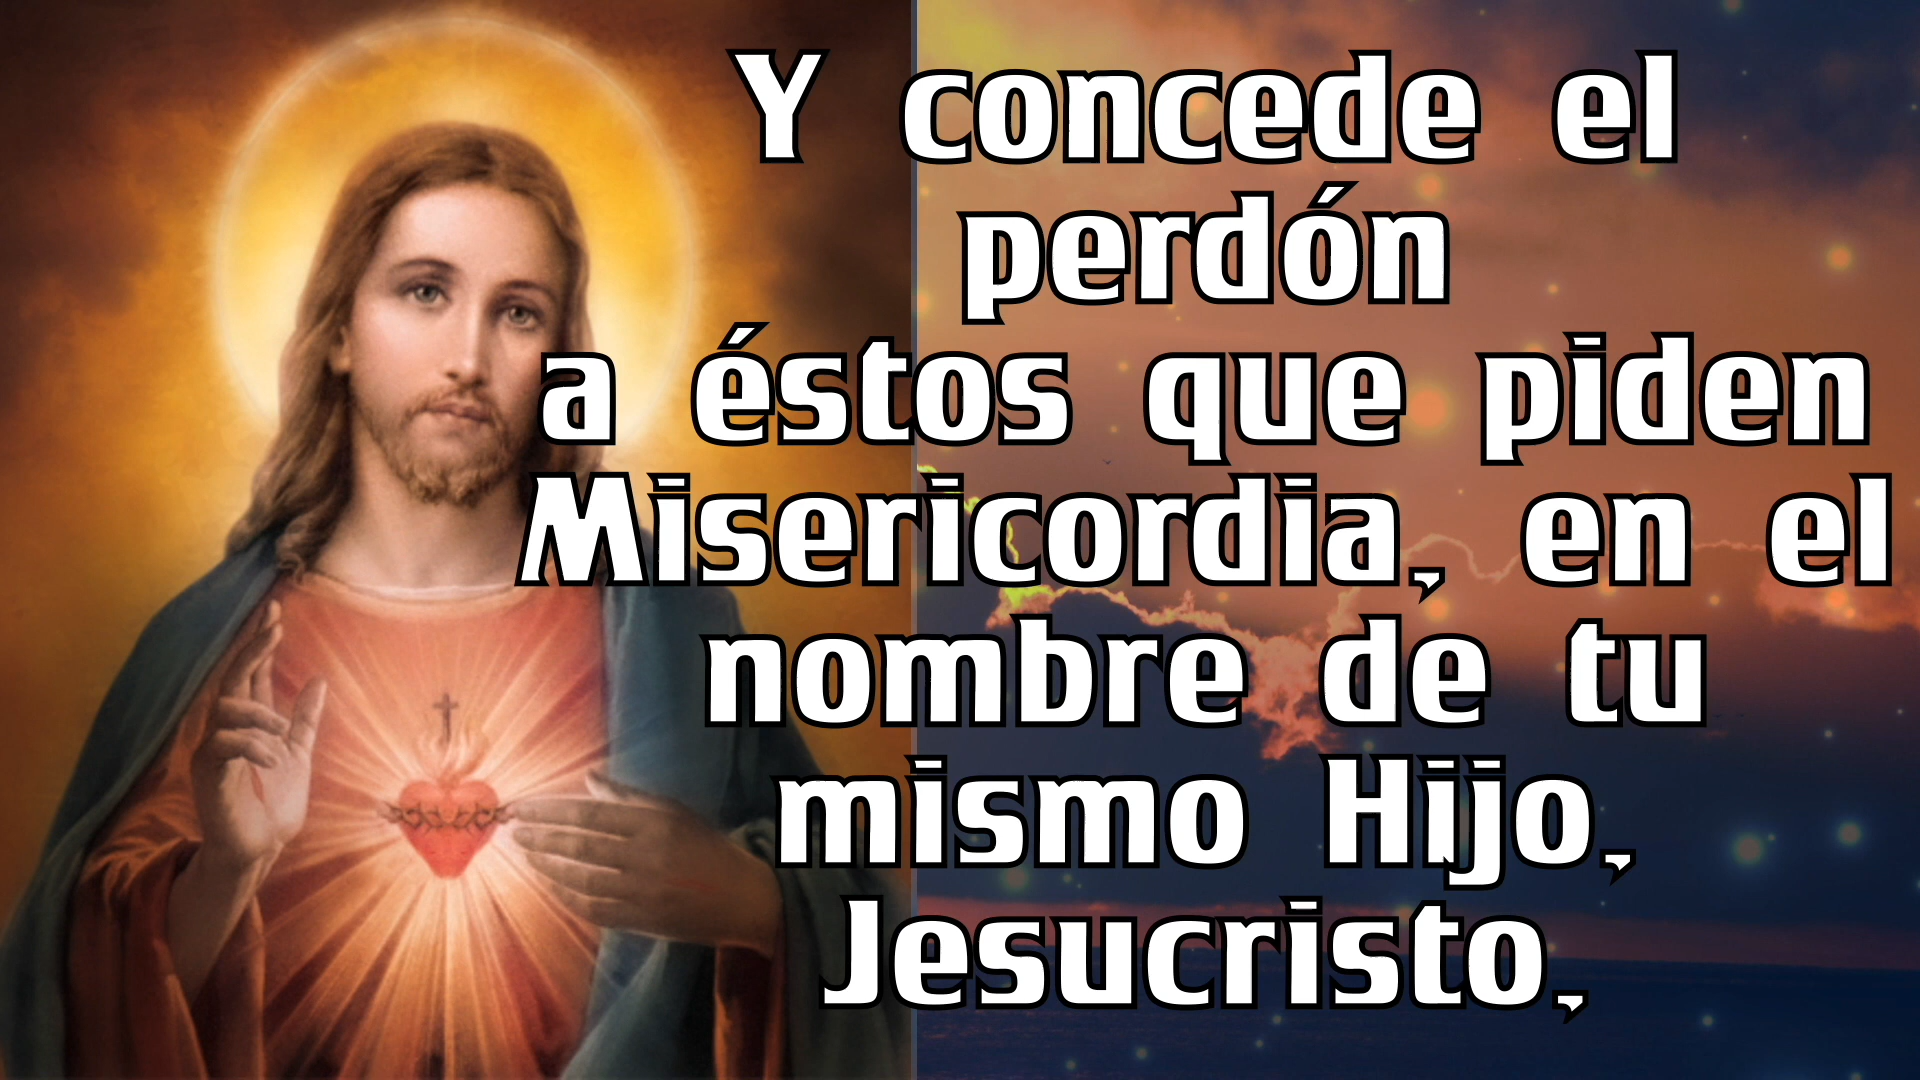 Y concede el
perdón
a éstos que piden
Misericordia, en el
nombre de tu
mismo Hijo,
Jesucristo,